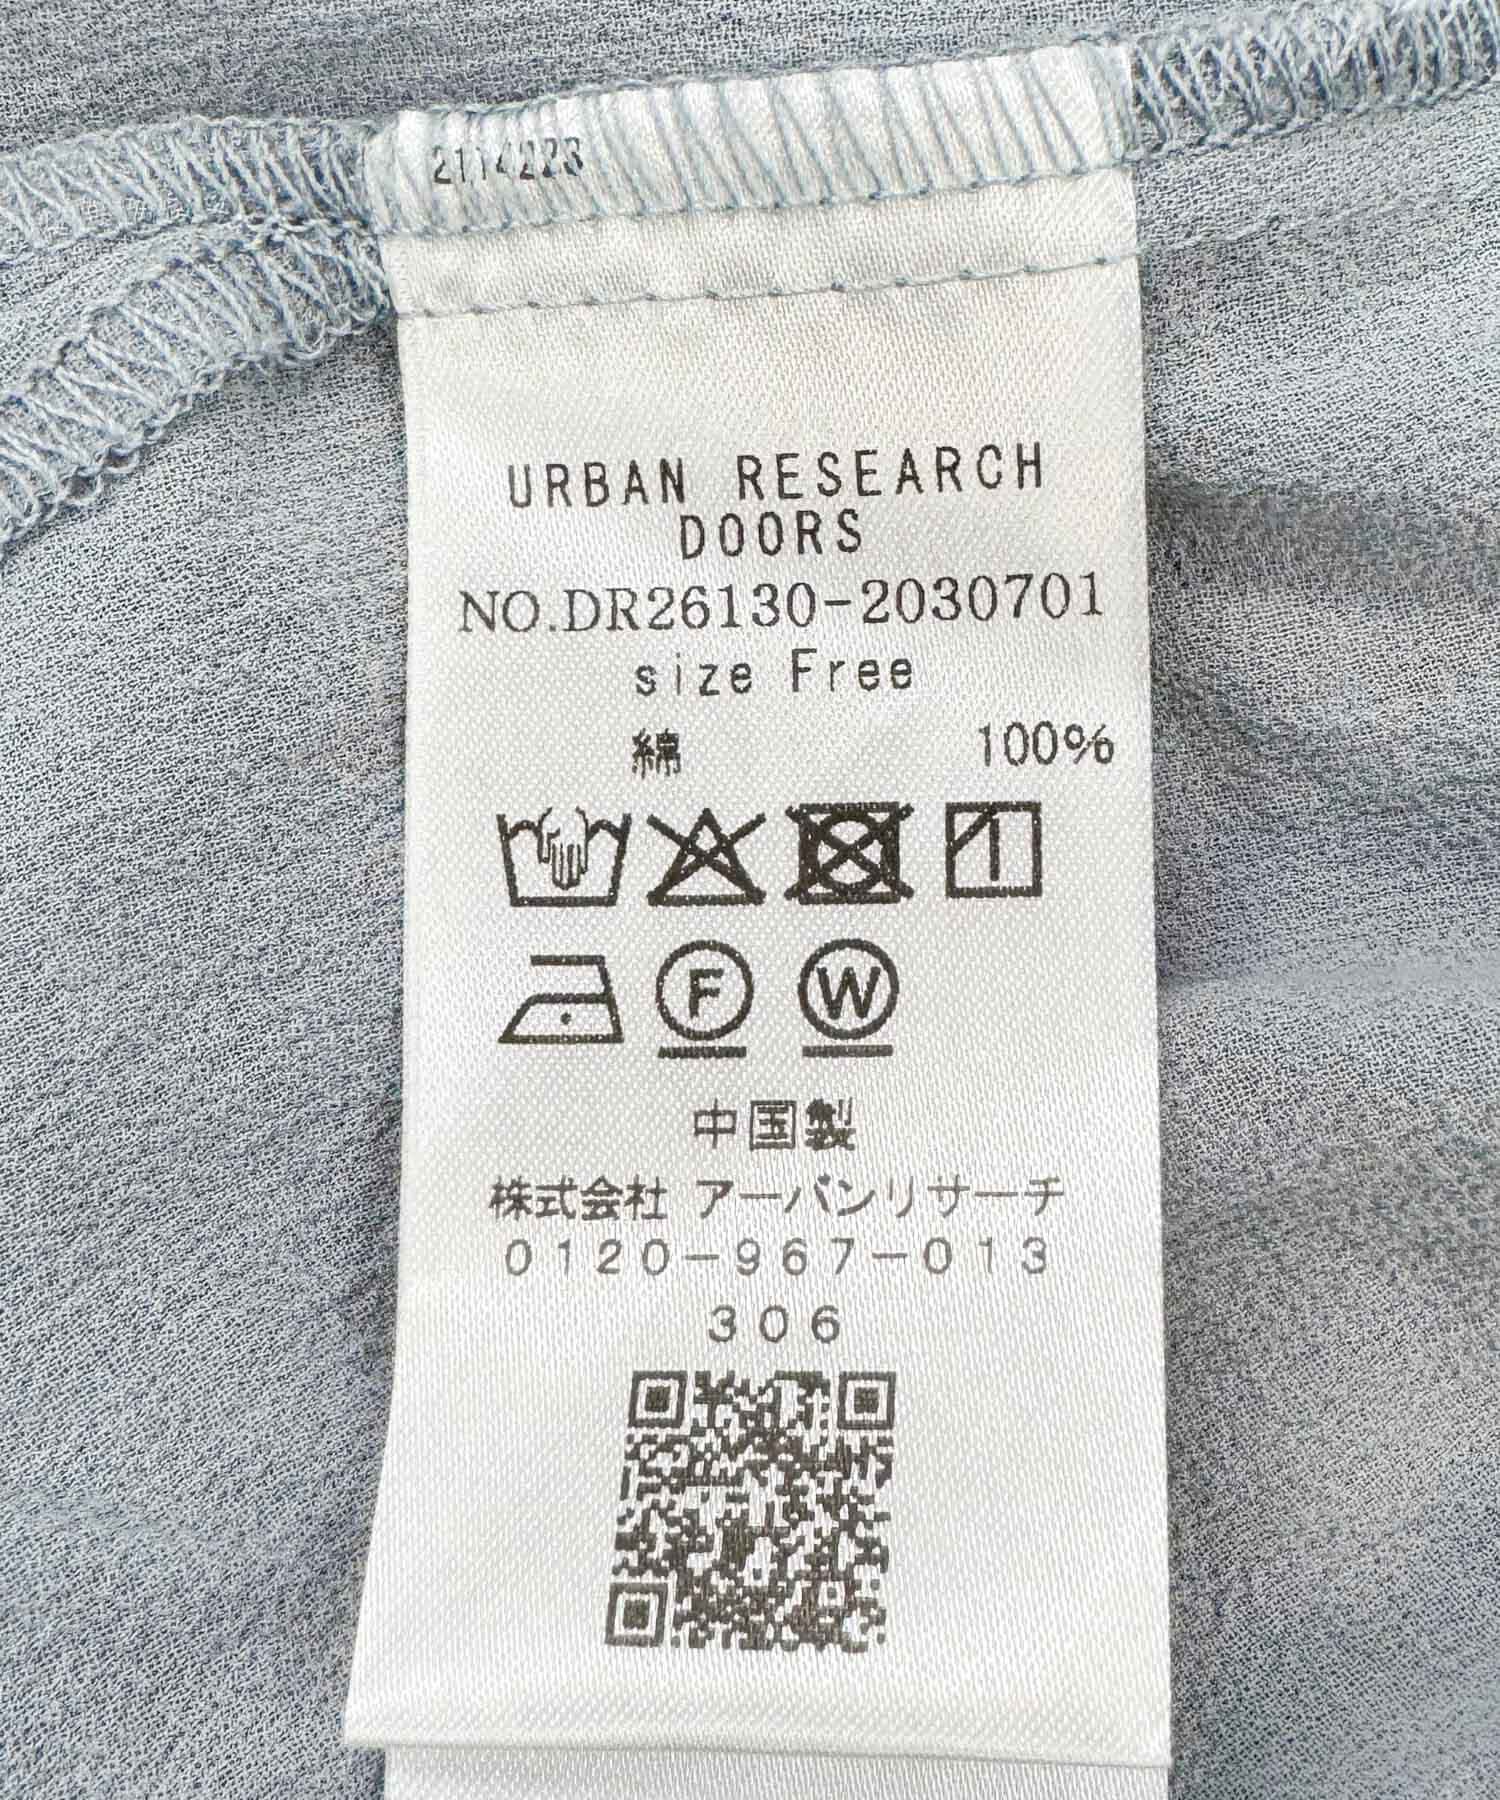 2114223
URBAN RESEARCH
DOORS
NO.DR26130-2030701
size Free
綿 100%
F W
中国製
株式会社 アーバンリサーチ
0120-967-013
306